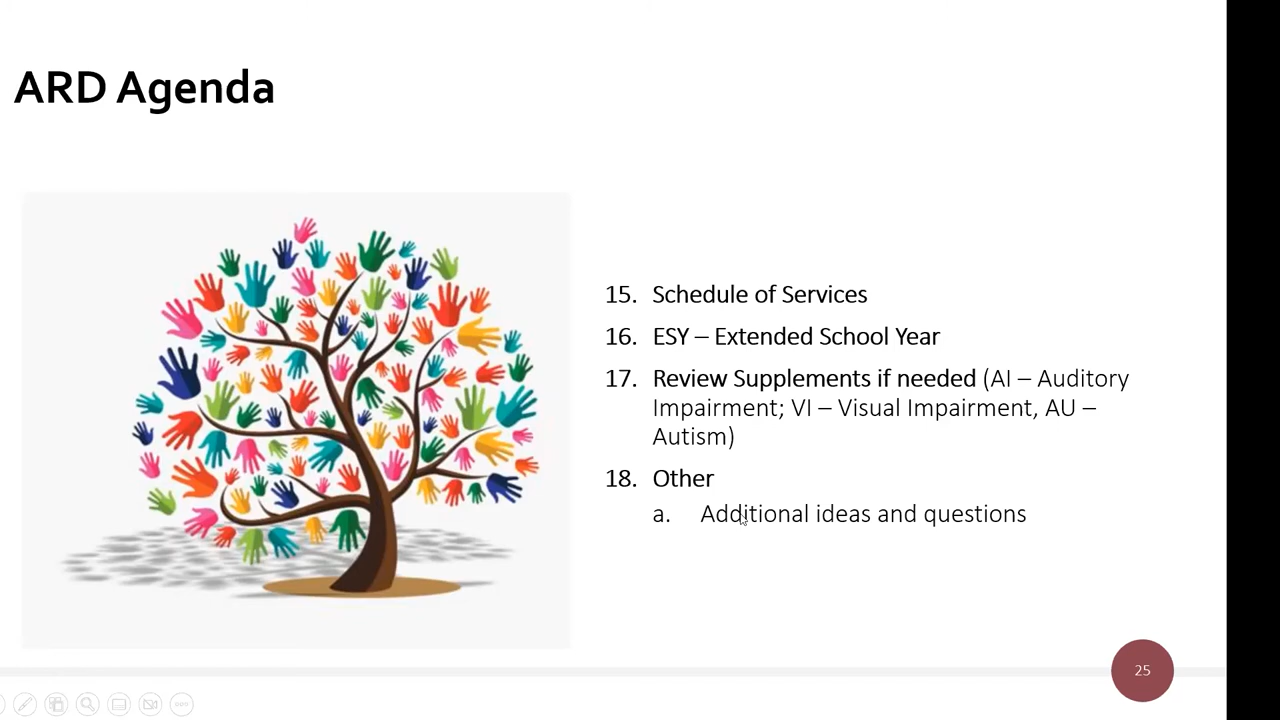 ARD Agenda
15. Schedule of Services
16. ESY – Extended School Year
17. Review Supplements if needed (AI – Auditory
Impairment; VI – Visual Impairment, AU –
Autism)
18. Other
a. Additional ideas and questions
25